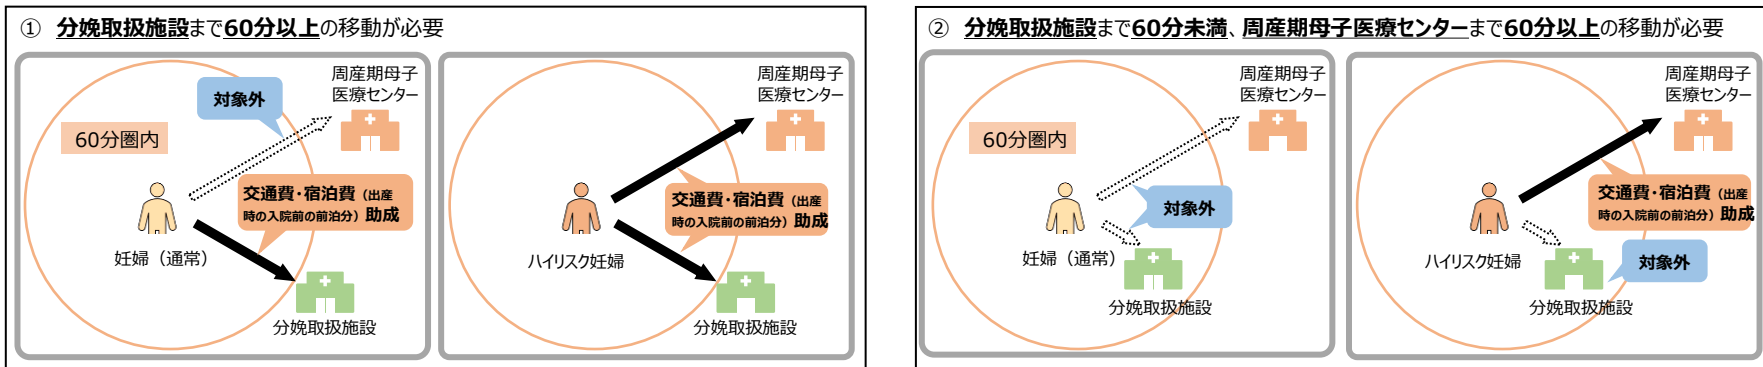 ① 分娩取扱施設まで60分以上の移動が必要
周産期母子
医療センター
対象外
60分圏内
交通費・宿泊費（出産
時の入院前の前泊分）助成
妊婦（通常）
分娩取扱施設
周産期母子
医療センター
交通費・宿泊費（出産
時の入院前の前泊分）助成
ハイリスク妊婦
分娩取扱施設
② 分娩取扱施設まで60分未満、周産期母子医療センターまで60分以上の移動が必要
周産期母子
医療センター
60分圏内
対象外
妊婦（通常）
分娩取扱施設
周産期母子
医療センター
交通費・宿泊費（出産
時の入院前の前泊分）助成
ハイリスク妊婦
対象外
分娩取扱施設